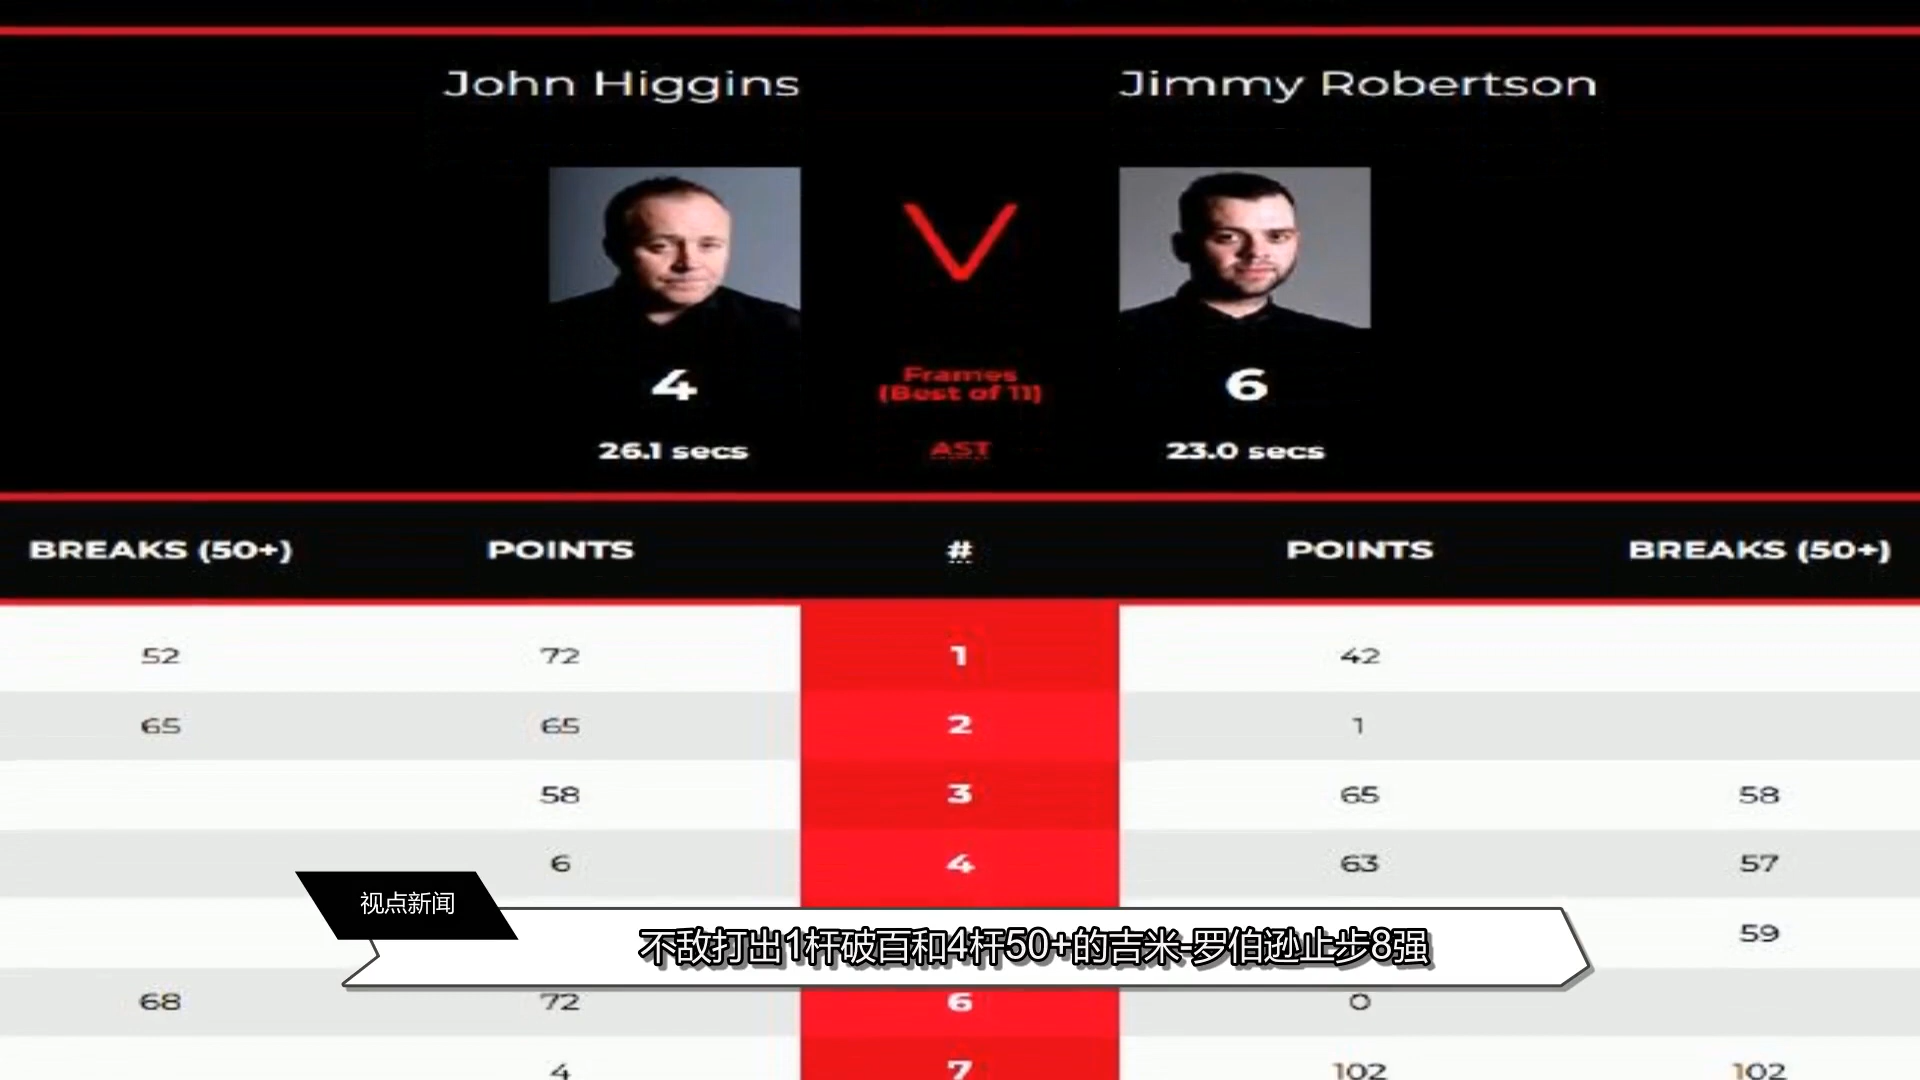 John Higgins
Jimmy Robertson
V
4
Frames
(Best of 11)
6
26.1 secs
AST
23.0 secs
BREAKS (50+)
POINTS
#
POINTS
BREAKS (50+)
52
72
1
42
65
65
2
1
58
3
65
58
6
4
63
57
视点新闻
不敌打出1杆破百和4杆50+的吉米-罗伯逊止步8强
59
68
72
6
0
4
7
102
102